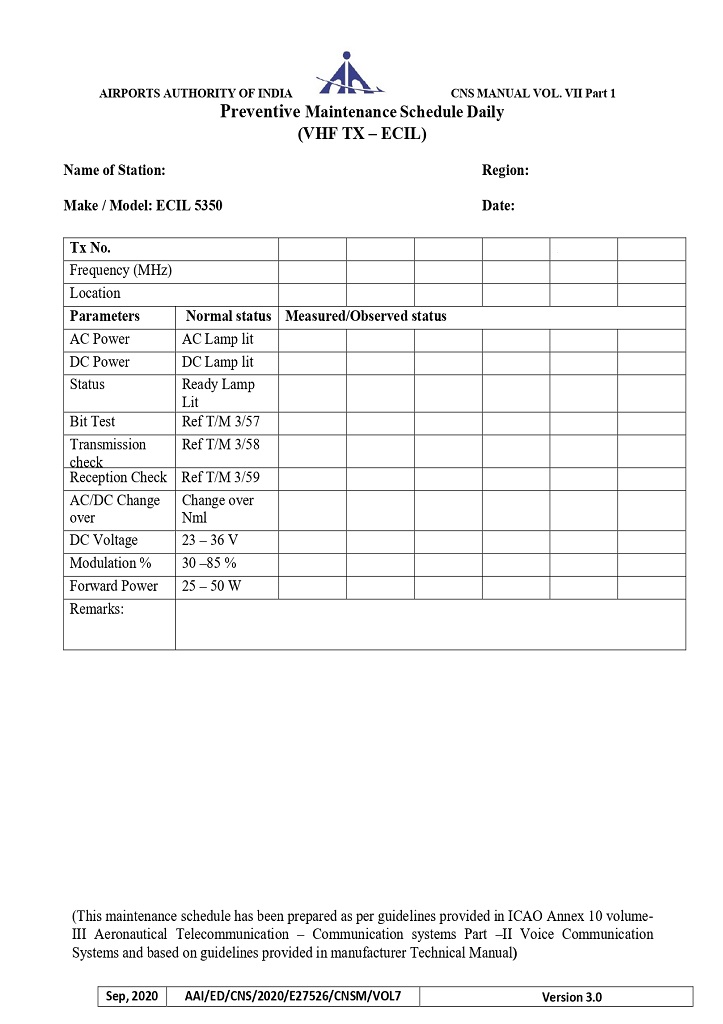 AIRPORTS AUTHORITY OF INDIA CNS MANUAL VOL. VII Part 1
Preventive Maintenance Schedule Daily
(VHF TX – ECIL)
Name of Station: Region:
Make / Model: ECIL 5350 Date:
Tx No.
Frequency (MHz)
Location
Parameters Normal status Measured/Observed status
AC Power AC Lamp lit
DC Power DC Lamp lit
Status Ready Lamp
Lit
Bit Test Ref T/M 3/57
Transmission Ref T/M 3/58
check
Reception Check Ref T/M 3/59
AC/DC Change Change over
over Nml
DC Voltage 23 – 36 V
Modulation % 30 –85 %
Forward Power 25 – 50 W
Remarks:
(This maintenance schedule has been prepared as per guidelines provided in ICAO Annex 10 volume-
III Aeronautical Telecommunication – Communication systems Part –II Voice Communication
Systems and based on guidelines provided in manufacturer Technical Manual)
Sep, 2020 AAI/ED/CNS/2020/E27526/CNSM/VOL7 Version 3.0